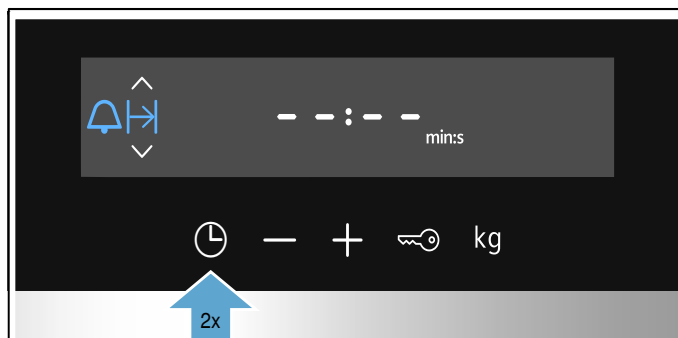 – –:– –
min:s
kg
2x